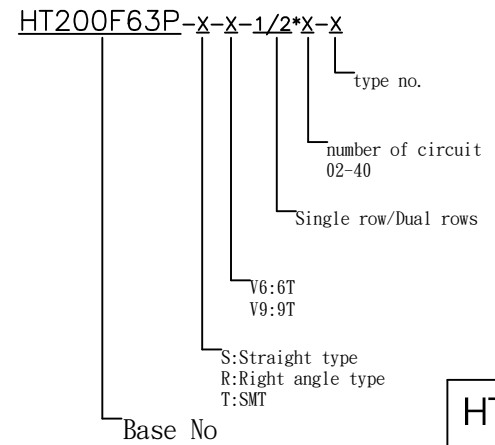 HT200F63P-X-X-1/2*X-X
type no.
number of circuit
02-40
Single row/Dual rows
V6:6T
V9:9T
S:Straight type
R:Right angle type
T:SMT
Base No
HT